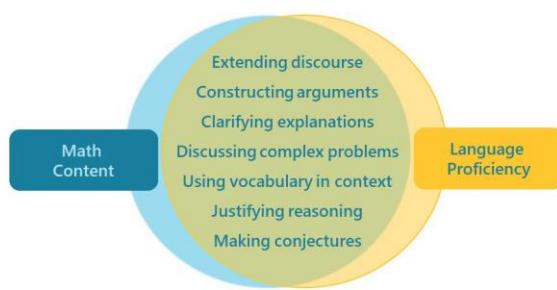 Extending discourse
Constructing arguments
Clarifying explanations
Math
Content
Discussing complex problems
Language
Proficiency
Using vocabulary in context
Justifying reasoning
Making conjectures